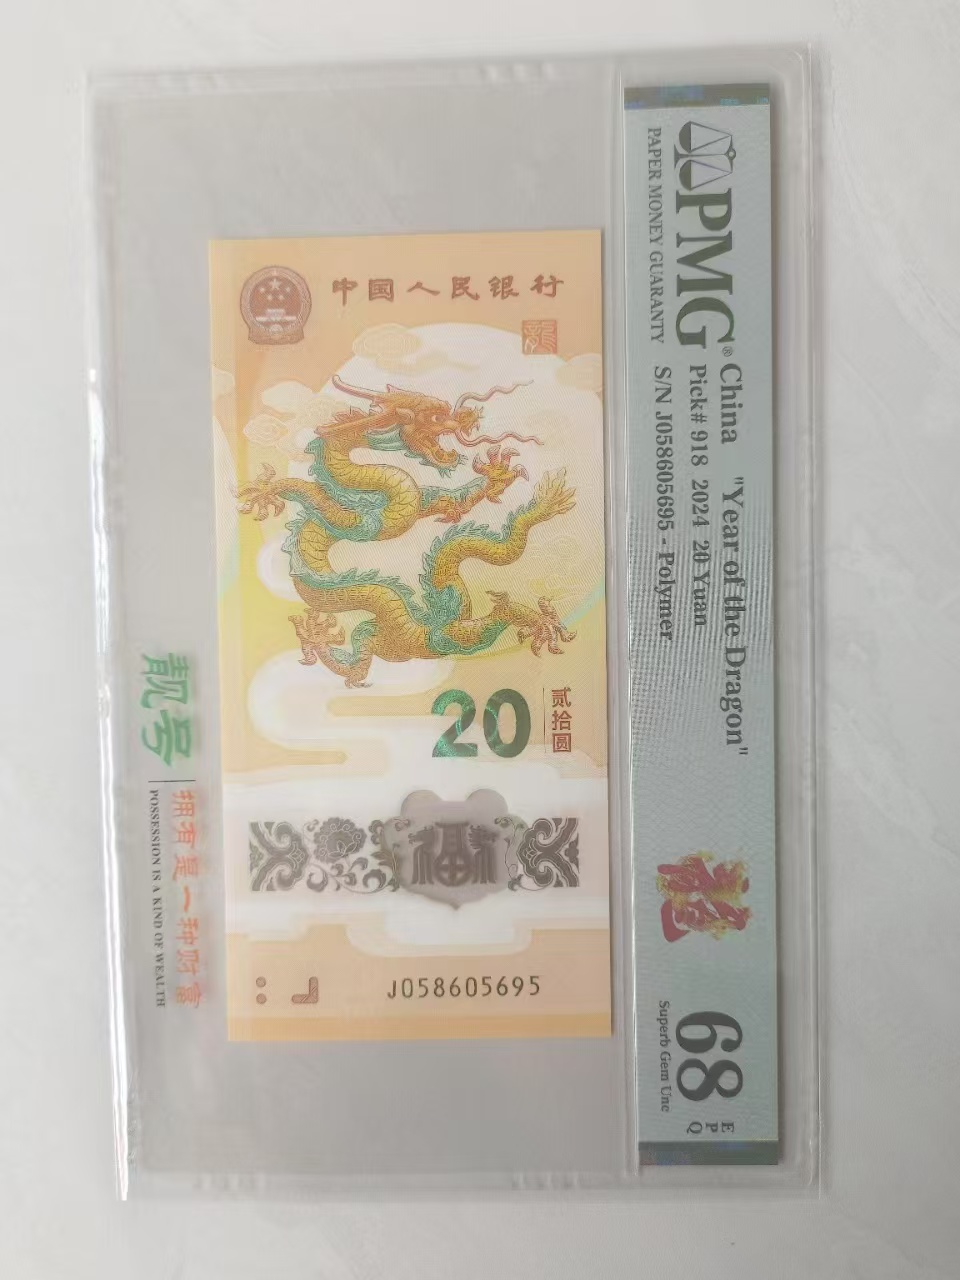 中国人民银行
龍
20
贰拾圆
福
J058605695
PMG®
PAPER MONEY GUARANTY
China "Year of the Dragon"
Pick# 918 2024 20 Yuan
S/N J058605695 - Polymer
68
EPQ
Superb Gem Unc
靓号
拥有是一种财富
POSSESSION IS A KIND OF WEALTH